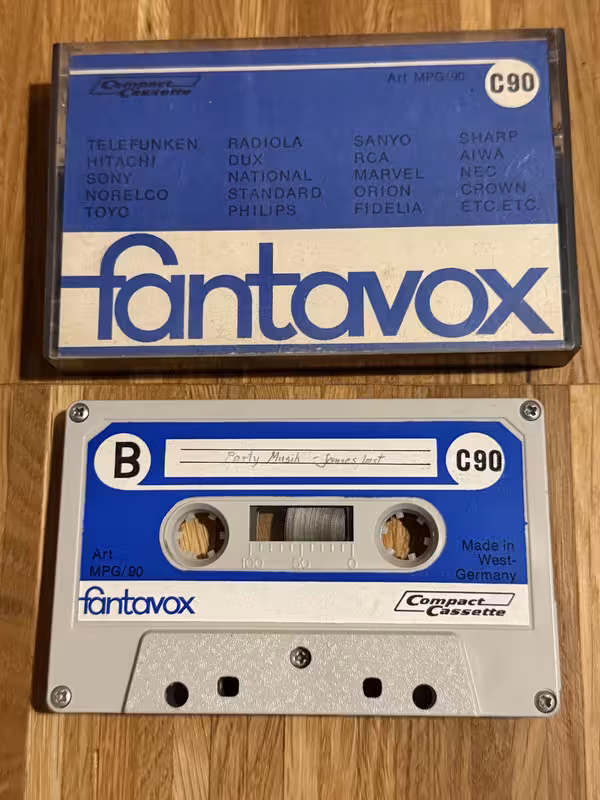 Compact Cassette
Art MPG/90
C90
TELEFUNKEN RADIOLA SANYO SHARP
HITACHI DUX RCA AIWA
SONY NATIONAL MARVEL NEC
NORELCO STANDARD ORION CROWN
TOYO PHILIPS FIDELIA ETC.ETC.
fantavox
B
Party Musik - James last
C90
100 50 0
Art
MPG/90
Made in
West-
Germany
fantavox
Compact
Cassette